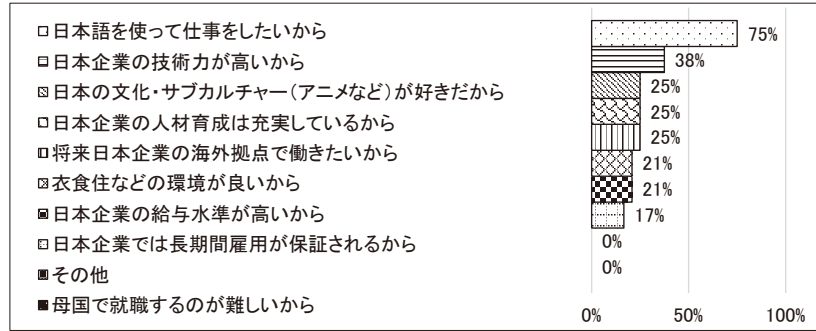 日本語を使って仕事をしたいから
日本企業の技術力が高いから
日本の文化・サブカルチャー(アニメなど)が好きだから
日本企業の人材育成は充実しているから
将来日本企業の海外拠点で働きたいから
衣食住などの環境が良いから
日本企業の給与水準が高いから
日本企業では長期間雇用が保証されるから
その他
母国で就職するのが難しいから
75%
38%
25%
25%
25%
21%
21%
17%
0%
0%
0% 50% 100%